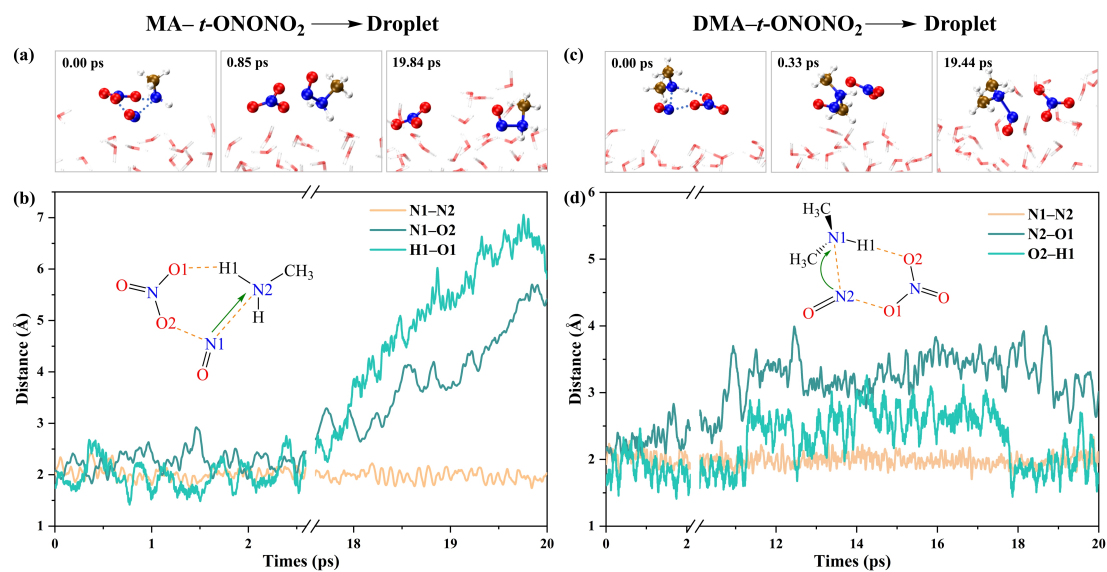 MA– t-ONONO₂ ⟶ Droplet
DMA–t-ONONO₂ ⟶ Droplet
(a)
0.00 ps
0.85 ps
19.84 ps
(c)
0.00 ps
0.33 ps
19.44 ps
(b)
N1–N2
N1–O2
H1–O1
O1
H1
CH₃
O
N
N2
H
O2
N1
O
Distance (Å)
7
6
5
4
3
2
1
0
1
2
17
18
19
20
Times (ps)
(d)
N1–N2
N2–O1
O2–H1
H₃C
N1
H1
H₃C
O2
N2
N
O
O
O1
Distance (Å)
6
5
4
3
2
1
0
2
10
12
14
16
18
20
Times (ps)